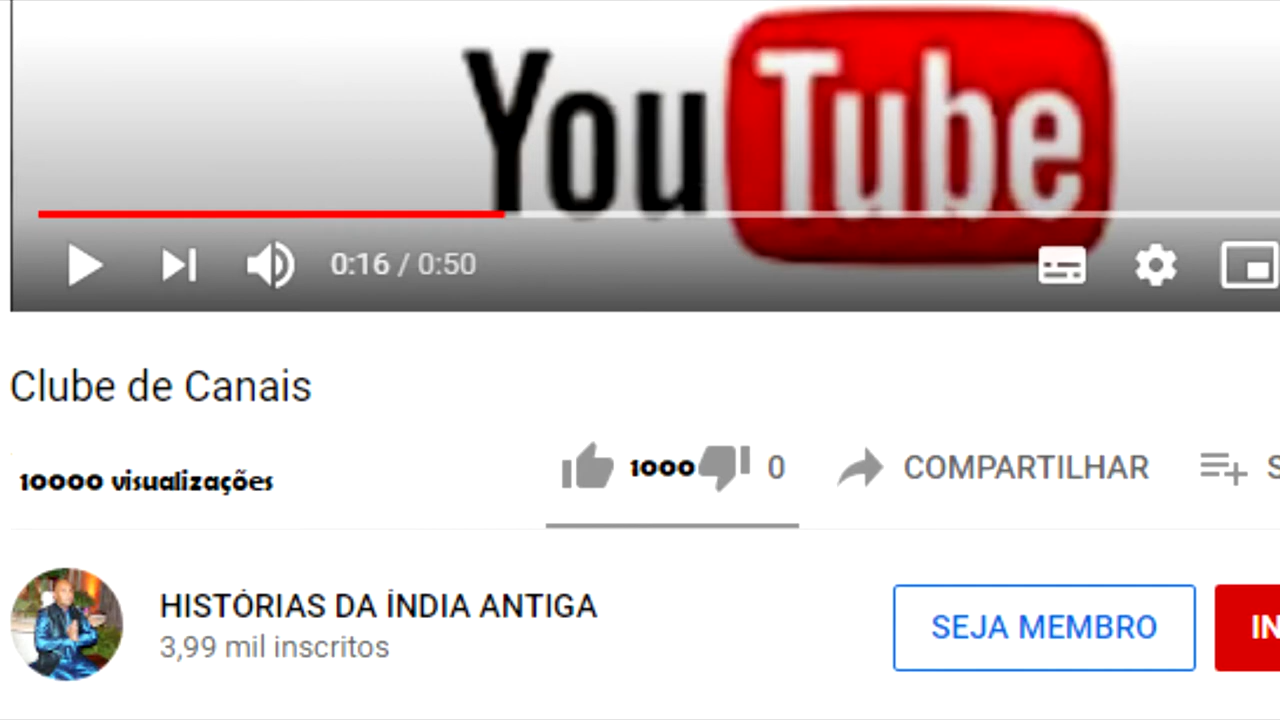 YouTube
0:16 / 0:50
Clube de Canais
10000 visualizações
1000 0 COMPARTILHAR S
HISTÓRIAS DA ÍNDIA ANTIGA
3,99 mil inscritos
SEJA MEMBRO
IN